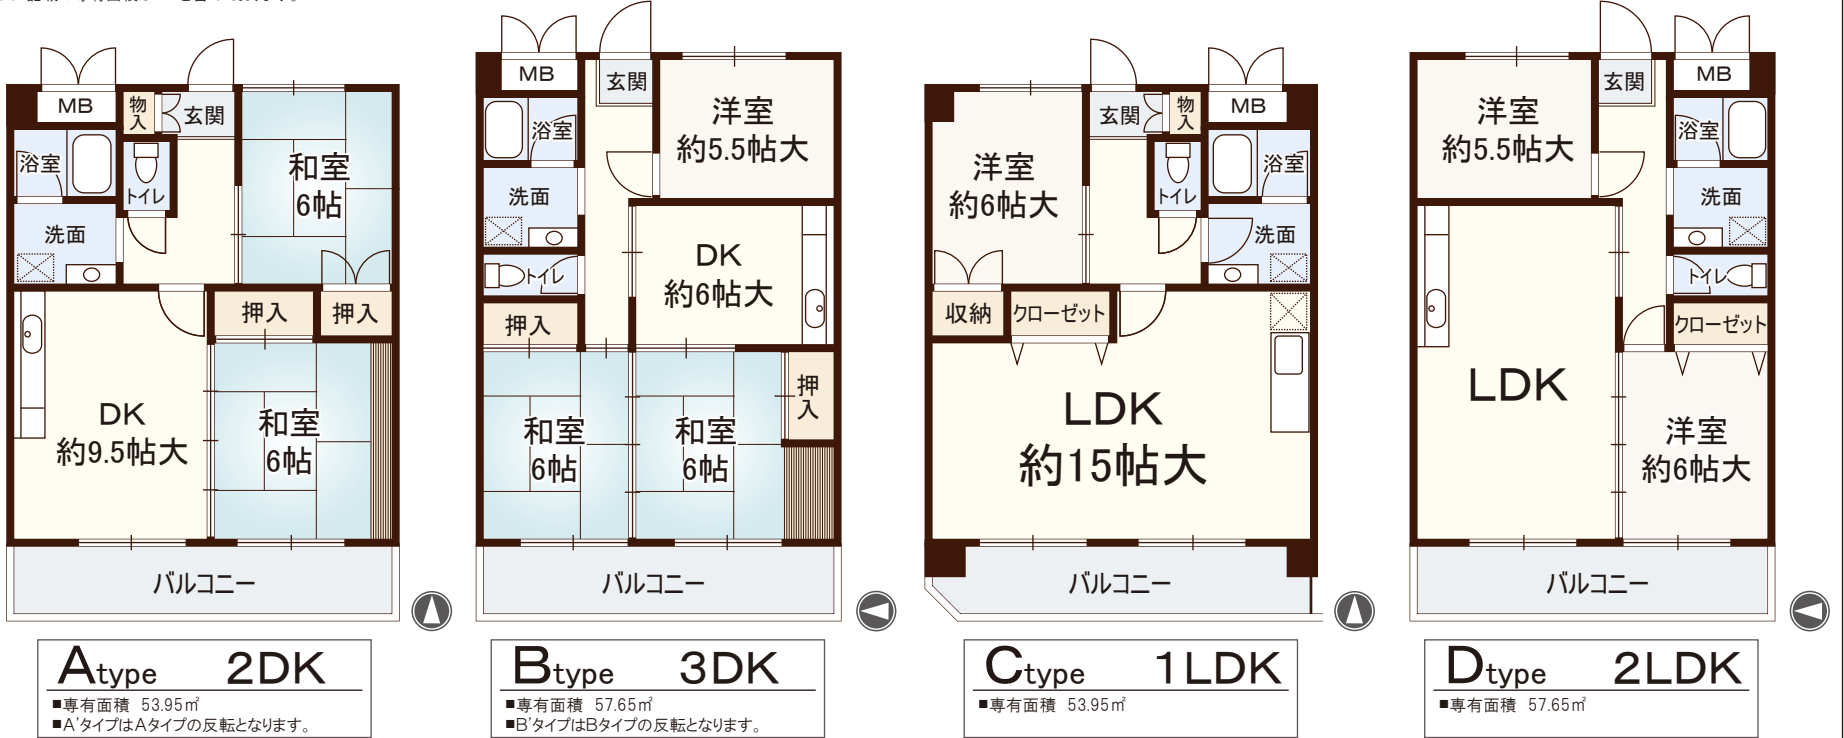 MB
物入
玄関
浴室
トイレ
和室
6帖
洗面
押入
押入
DK
約9.5帖大
和室
6帖
バルコニー
Atype 2DK
■専有面積 53.95㎡
■A'タイプはAタイプの反転となります。
MB
玄関
洋室
約5.5帖大
浴室
洗面
トイレ
DK
約6帖大
押入
押入
和室
6帖
和室
6帖
バルコニー
Btype 3DK
■専有面積 57.65㎡
■B'タイプはBタイプの反転となります。
玄関
物入
MB
洋室
約6帖大
トイレ
浴室
洗面
収納
クローゼット
LDK
約15帖大
バルコニー
Ctype 1LDK
■専有面積 53.95㎡
洋室
約5.5帖大
玄関
MB
浴室
洗面
トイレ
クローゼット
LDK
洋室
約6帖大
バルコニー
Dtype 2LDK
■専有面積 57.65㎡